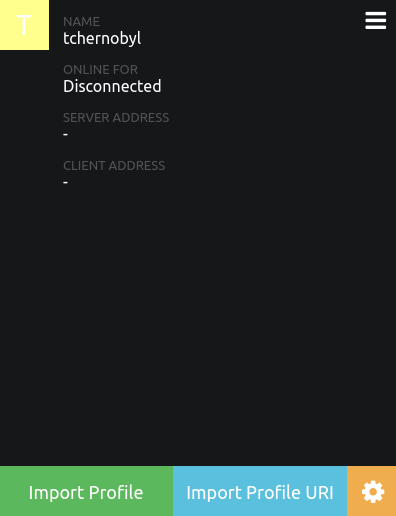 T
NAME
tchernobyl
ONLINE FOR
Disconnected
SERVER ADDRESS
-
CLIENT ADDRESS
-
Import Profile
Import Profile URI